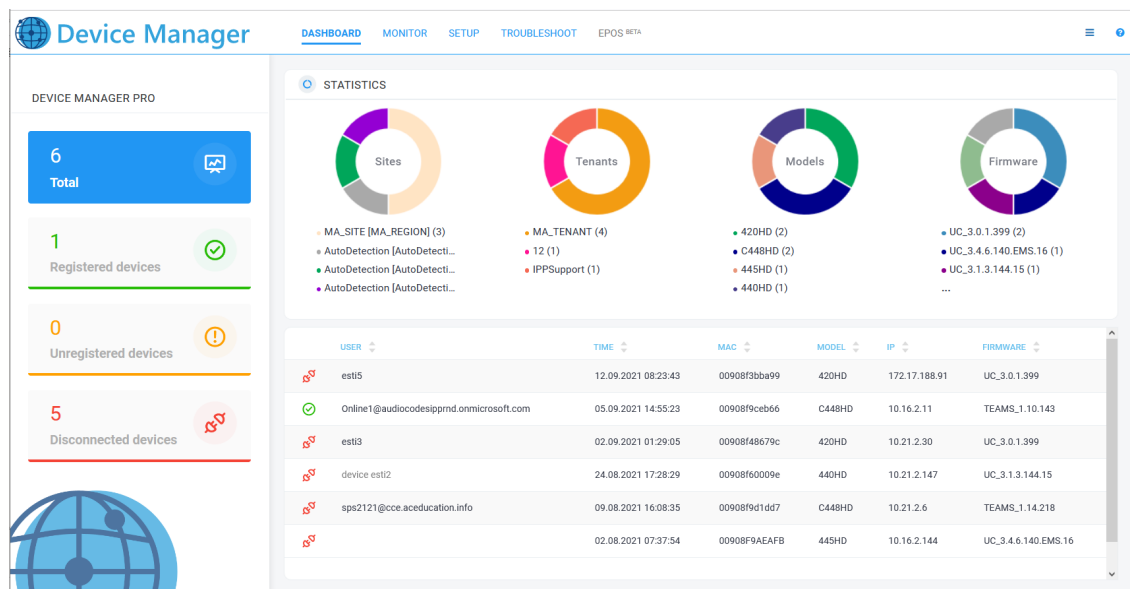 Device Manager
DASHBOARD MONITOR SETUP TROUBLESHOOT EPOS BETA
DEVICE MANAGER PRO
6
Total
1
Registered devices
0
Unregistered devices
5
Disconnected devices
STATISTICS
Sites
MA_SITE [MA_REGION] (3)
AutoDetection [AutoDetecti...
AutoDetection [AutoDetecti...
AutoDetection [AutoDetecti...
Tenants
MA_TENANT (4)
12 (1)
IPPSupport (1)
Models
420HD (2)
C448HD (2)
445HD (1)
440HD (1)
Firmware
UC_3.0.1.399 (2)
UC_3.4.6.140.EMS.16 (1)
UC_3.1.3.144.15 (1)
...
USER TIME MAC MODEL IP FIRMWARE
esti5 12.09.2021 08:23:43 00908f3bba99 420HD 172.17.188.91 UC_3.0.1.399
Online1@audiocodesipprnd.onmicrosoft.com 05.09.2021 14:55:23 00908f9ceb66 C448HD 10.16.2.11 TEAMS_1.10.143
esti3 02.09.2021 01:29:05 00908f48679c 420HD 10.21.2.30 UC_3.0.1.399
device esti2 24.08.2021 17:28:29 00908f60009e 440HD 10.21.2.147 UC_3.1.3.144.15
sps2121@cce.aceducation.info 09.08.2021 16:08:35 00908f9d1dd7 C448HD 10.21.2.6 TEAMS_1.14.218
02.08.2021 07:37:54 00908F9AEAFB 445HD 10.16.2.144 UC_3.4.6.140.EMS.16